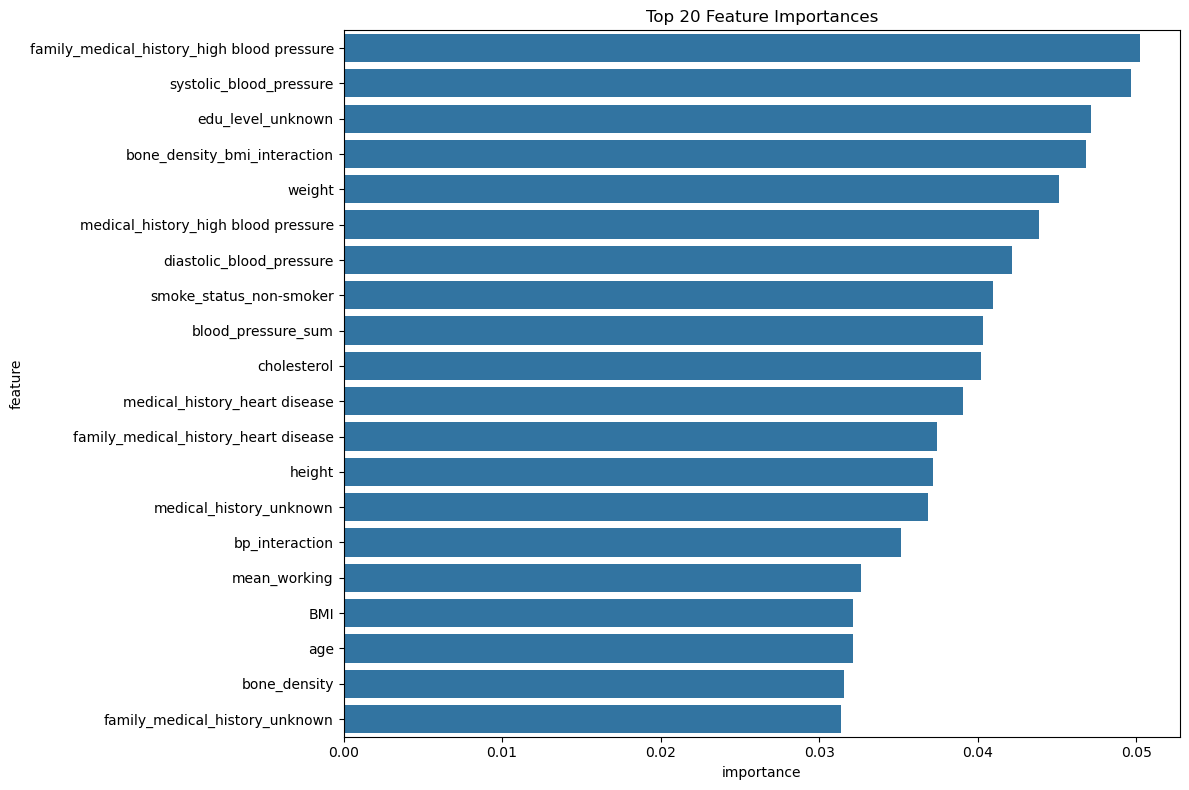 Top 20 Feature Importances
family_medical_history_high blood pressure
systolic_blood_pressure
edu_level_unknown
bone_density_bmi_interaction
weight
medical_history_high blood pressure
diastolic_blood_pressure
smoke_status_non-smoker
blood_pressure_sum
cholesterol
medical_history_heart disease
family_medical_history_heart disease
height
medical_history_unknown
bp_interaction
mean_working
BMI
age
bone_density
family_medical_history_unknown
feature
0.00 0.01 0.02 0.03 0.04 0.05
importance